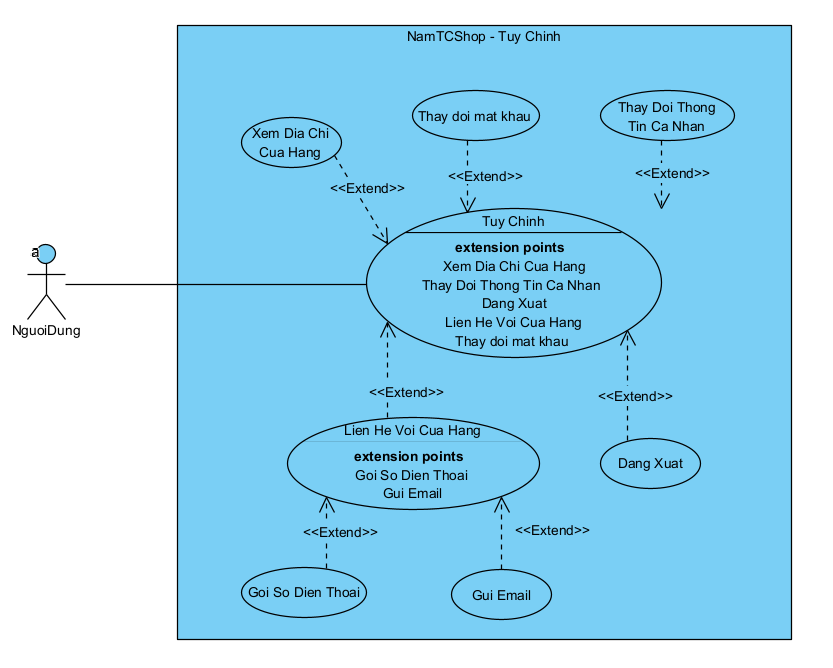 NamTCShop - Tuy Chinh
Xem Dia Chi
Cua Hang
Thay doi mat khau
Thay Doi Thong
Tin Ca Nhan
<<Extend>>
<<Extend>>
<<Extend>>
Tuy Chinh
extension points
Xem Dia Chi Cua Hang
Thay Doi Thong Tin Ca Nhan
Dang Xuat
Lien He Voi Cua Hang
Thay doi mat khau
a
NguoiDung
<<Extend>>
<<Extend>>
Lien He Voi Cua Hang
extension points
Goi So Dien Thoai
Gui Email
Dang Xuat
<<Extend>>
<<Extend>>
Goi So Dien Thoai
Gui Email